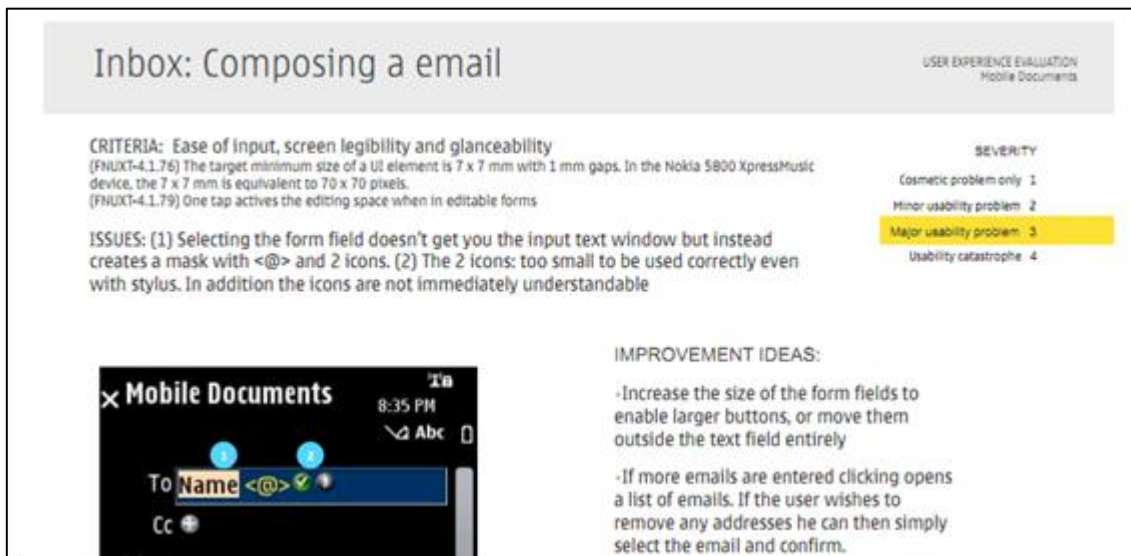 Inbox: Composing a email
USER EXPERIENCE EVALUATION
Mobile Documents
CRITERIA: Ease of input, screen legibility and glanceability
(FNUXT-4.1.76) The target minimum size of a UI element is 7 x 7 mm with 1 mm gaps. In the Nokia 5800 XpressMusic
device, the 7 x 7 mm is equivalent to 70 x 70 pixels.
(FNUXT-4.1.79) One tap actives the editing space when in editable forms
ISSUES: (1) Selecting the form field doesn't get you the input text window but instead
creates a mask with <@> and 2 icons. (2) The 2 icons: too small to be used correctly even
with stylus. In addition the icons are not immediately understandable
SEVERITY
Cosmetic problem only 1
Minor usability problem 2
Major usability problem 3
Usability catastrophe 4
Mobile Documents
8:35 PM
Abc
1 2
To Name <@>
Cc
IMPROVEMENT IDEAS:
-Increase the size of the form fields to
enable larger buttons, or move them
outside the text field entirely
-If more emails are entered clicking opens
a list of emails. If the user wishes to
remove any addresses he can then simply
select the email and confirm.